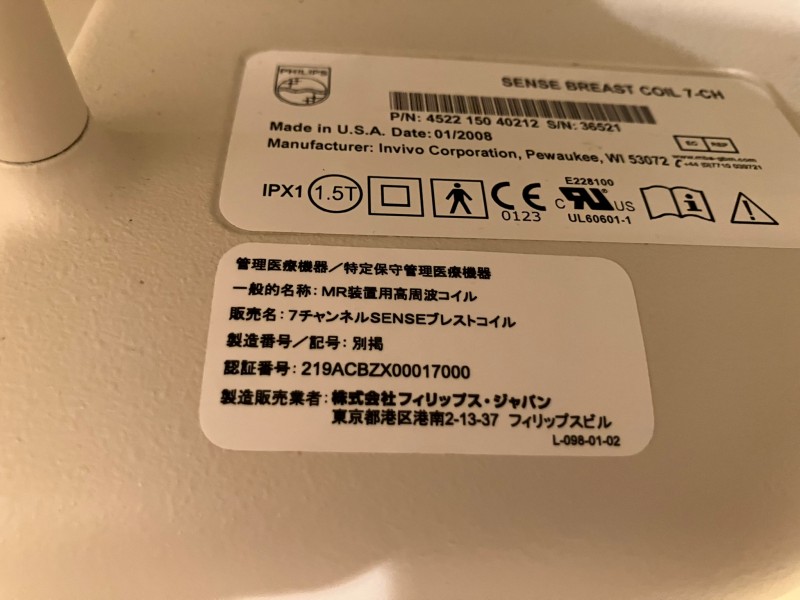 PHILIPS
SENSE BREAST COIL 7-CH
P/N: 4522 150 40212 S/N: 36521
Made in U.S.A. Date: 01/2008
Manufacturer: Invivo Corporation, Pewaukee, WI 53072
EC REP
IPX1 1.5T
0123
E228100
C UL US
UL60601-1
i
管理医療機器／特定保守管理医療機器
一般的名称：MR装置用高周波コイル
販売名：7チャンネルSENSEブレストコイル
製造番号／記号：別掲
認証番号：219ACBZX00017000
製造販売業者：株式会社フィリップス・ジャパン
東京都港区港南2-13-37 フィリップスビル
L-098-01-02